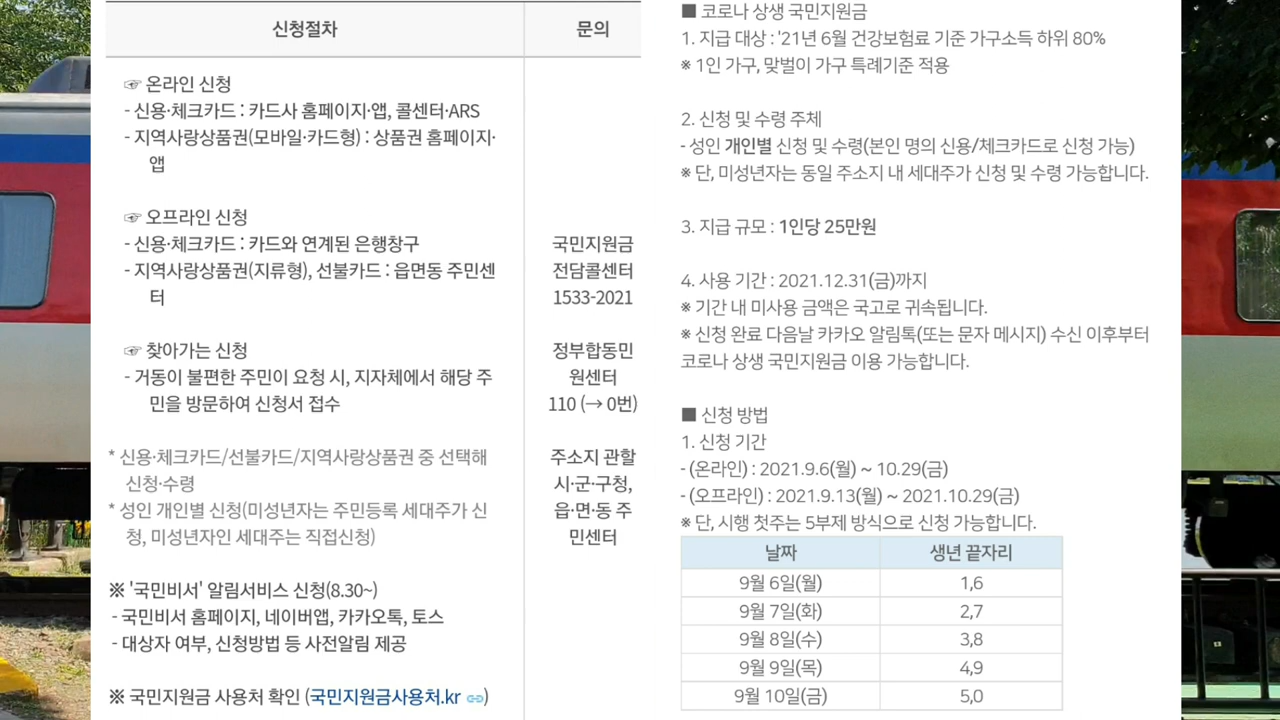 신청절차
☞ 온라인 신청
- 신용·체크카드 : 카드사 홈페이지·앱, 콜센터·ARS
- 지역사랑상품권(모바일·카드형) : 상품권 홈페이지·
앱
☞ 오프라인 신청
- 신용·체크카드 : 카드와 연계된 은행창구
- 지역사랑상품권(지류형), 선불카드 : 읍면동 주민센
터
☞ 찾아가는 신청
- 거동이 불편한 주민이 요청 시, 지자체에서 해당 주
민을 방문하여 신청서 접수
* 신용·체크카드/선불카드/지역사랑상품권 중 선택해
신청·수령
* 성인 개인별 신청(미성년자는 주민등록 세대주가 신
청, 미성년자인 세대주는 직접신청)
※ '국민비서' 알림서비스 신청(8.30~)
- 국민비서 홈페이지, 네이버앱, 카카오톡, 토스
- 대상자 여부, 신청방법 등 사전알림 제공
※ 국민지원금 사용처 확인 (국민지원금사용처.kr)
문의
국민지원금
전담콜센터
1533-2021
정부합동민
원센터
110 (→ 0번)
주소지 관할
시·군·구청,
읍·면·동 주
민센터
■ 코로나 상생 국민지원금
1. 지급 대상 : '21년 6월 건강보험료 기준 가구소득 하위 80%
※ 1인 가구, 맞벌이 가구 특례기준 적용
2. 신청 및 수령 주체
- 성인 개인별 신청 및 수령(본인 명의 신용/체크카드로 신청 가능)
※ 단, 미성년자는 동일 주소지 내 세대주가 신청 및 수령 가능합니다.
3. 지급 규모 : 1인당 25만원
4. 사용 기간 : 2021.12.31(금)까지
※ 기간 내 미사용 금액은 국고로 귀속됩니다.
※ 신청 완료 다음날 카카오 알림톡(또는 문자 메시지) 수신 이후부터
코로나 상생 국민지원금 이용 가능합니다.
■ 신청 방법
1. 신청 기간
- (온라인) : 2021.9.6(월) ~ 10.29(금)
- (오프라인) : 2021.9.13(월) ~ 2021.10.29(금)
※ 단, 시행 첫주는 5부제 방식으로 신청 가능합니다.
날짜 생년 끝자리
9월 6일(월) 1,6
9월 7일(화) 2,7
9월 8일(수) 3,8
9월 9일(목) 4,9
9월 10일(금) 5,0